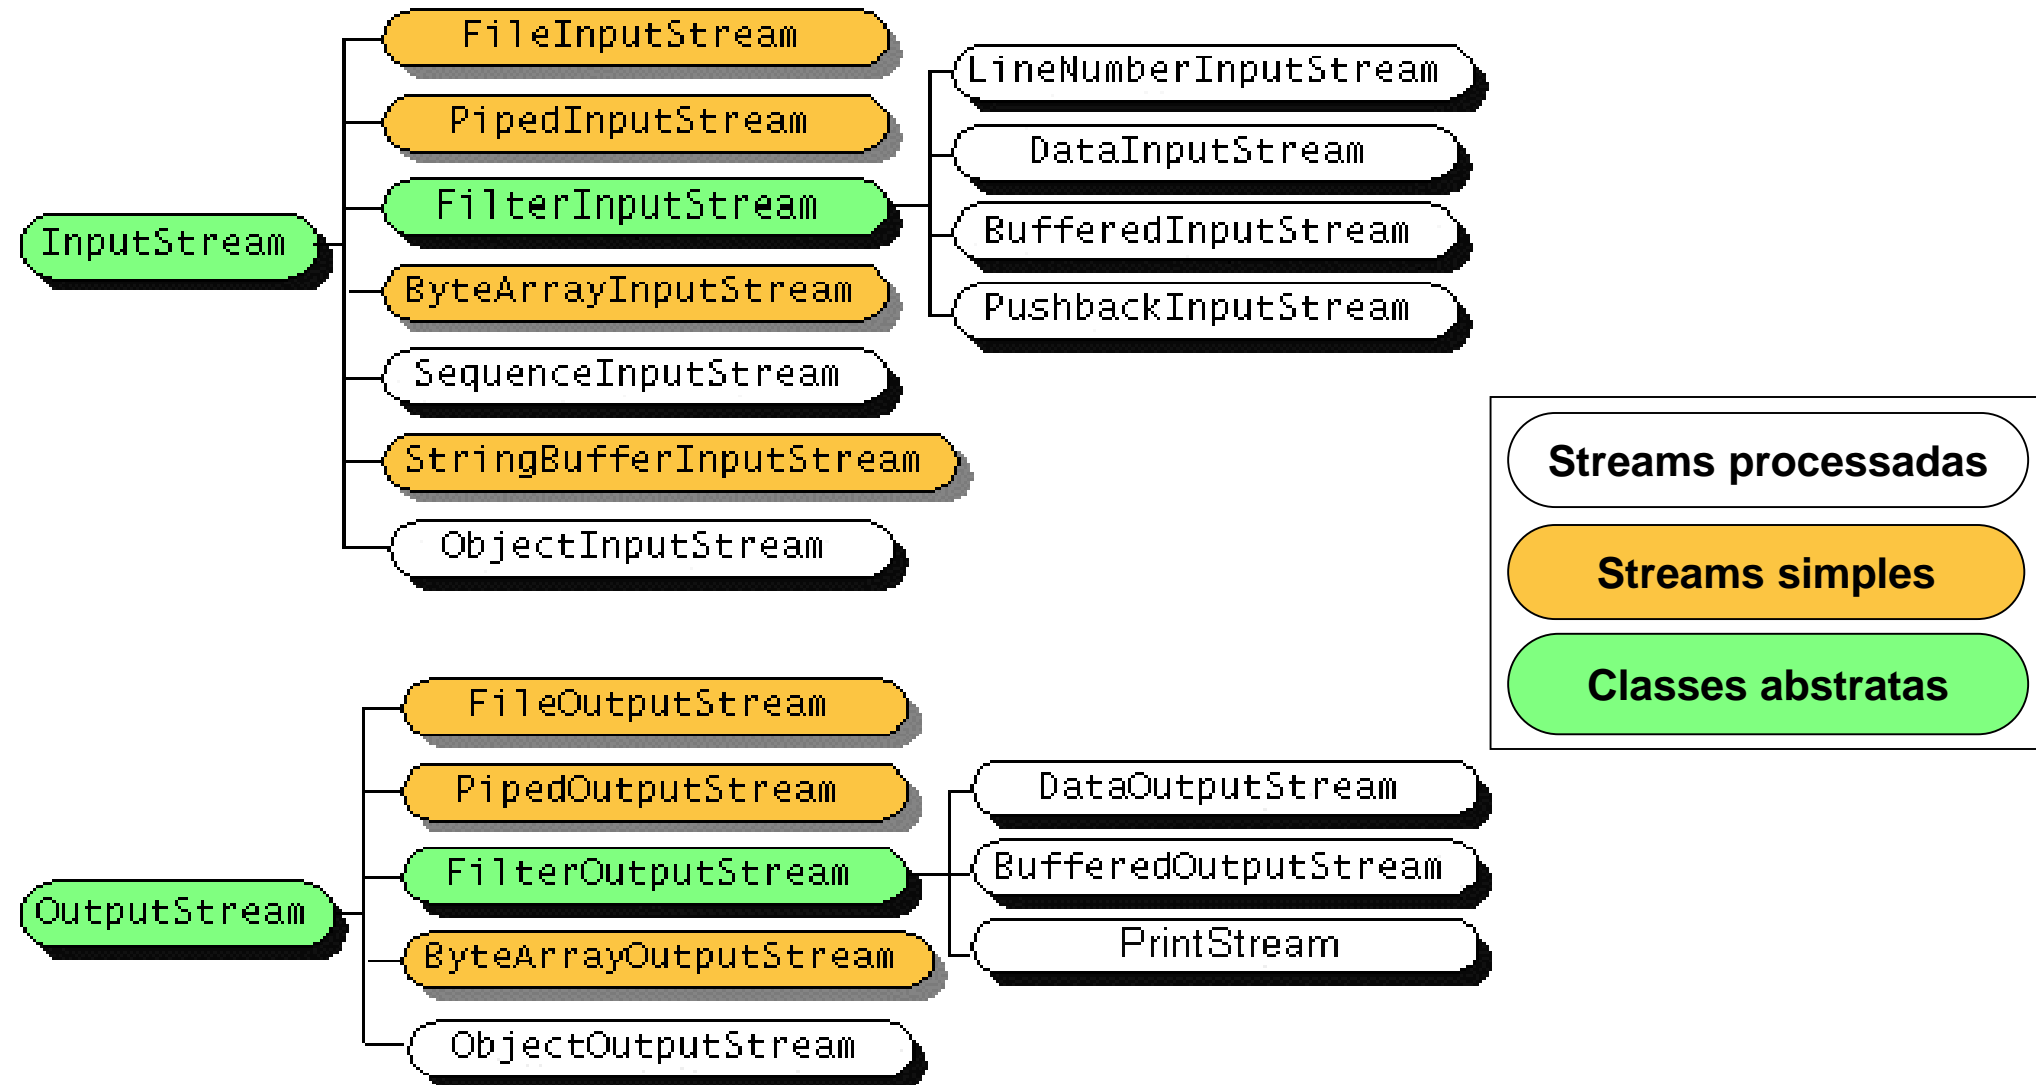 FileInputStream
PipedInputStream
FilterInputStream
InputStream
ByteArrayInputStream
SequenceInputStream
StringBufferInputStream
ObjectInputStream
LineNumberInputStream
DataInputStream
BufferedInputStream
PushbackInputStream
Streams processadas
Streams simples
Classes abstratas
FileOutputStream
PipedOutputStream
FilterOutputStream
OutputStream
ByteArrayOutputStream
ObjectOutputStream
DataOutputStream
BufferedOutputStream
PrintStream